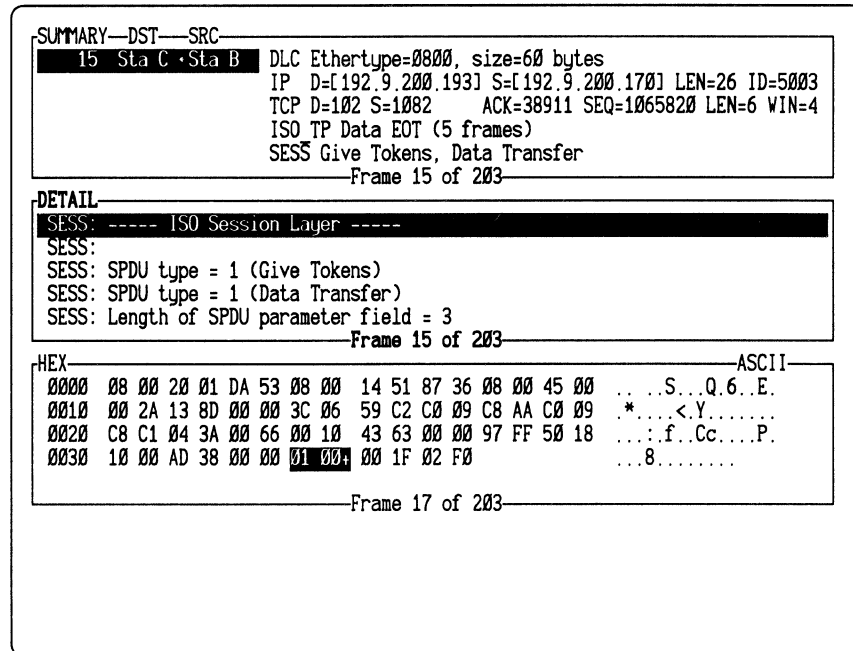 SUMMARY—DST—SRC
15 Sta C ←Sta B DLC Ethertype=0800, size=60 bytes
IP D=[192.9.200.193] S=[192.9.200.170] LEN=26 ID=5003
TCP D=102 S=1082 ACK=38911 SEQ=1065820 LEN=6 WIN=4
ISO_TP Data EOT (5 frames)
SESS Give Tokens, Data Transfer
Frame 15 of 203
DETAIL
SESS: ----- ISO Session Layer -----
SESS:
SESS: SPDU type = 1 (Give Tokens)
SESS: SPDU type = 1 (Data Transfer)
SESS: Length of SPDU parameter field = 3
Frame 15 of 203
HEX ASCII
0000 08 00 20 01 DA 53 08 00 14 51 87 36 08 00 45 00 .. ..S...Q.6..E.
0010 00 2A 13 8D 00 00 3C 06 59 C2 C0 09 C8 AA C0 09 .*....<.Y.......
0020 C8 C1 04 3A 00 66 00 10 43 63 00 00 97 FF 50 18 ...:.f..Cc....P.
0030 10 00 AD 38 00 00 01 00+ 00 1F 02 F0 ...8........
Frame 17 of 203